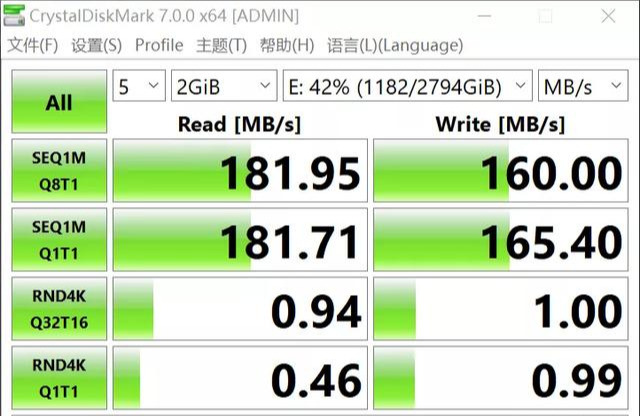 CrystalDiskMark 7.0.0 x64 [ADMIN]
文件(F) 设置(S) Profile 主题(T) 帮助(H) 语言(L)(Language)
All 5 2GiB E: 42% (1182/2794GiB) MB/s
Read [MB/s] Write [MB/s]
SEQ1M
Q8T1 181.95 160.00
SEQ1M
Q1T1 181.71 165.40
RND4K
Q32T16 0.94 1.00
RND4K
Q1T1 0.46 0.99